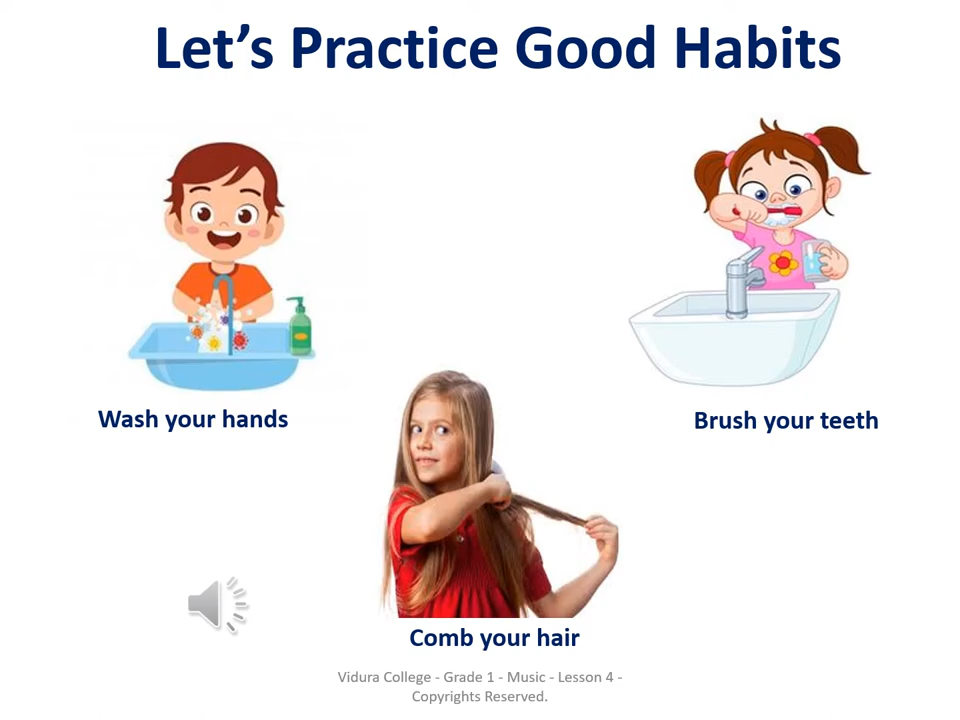 Let’s Practice Good Habits
Wash your hands
Brush your teeth
Comb your hair
Vidura College - Grade 1 - Music - Lesson 4 -
Copyrights Reserved.